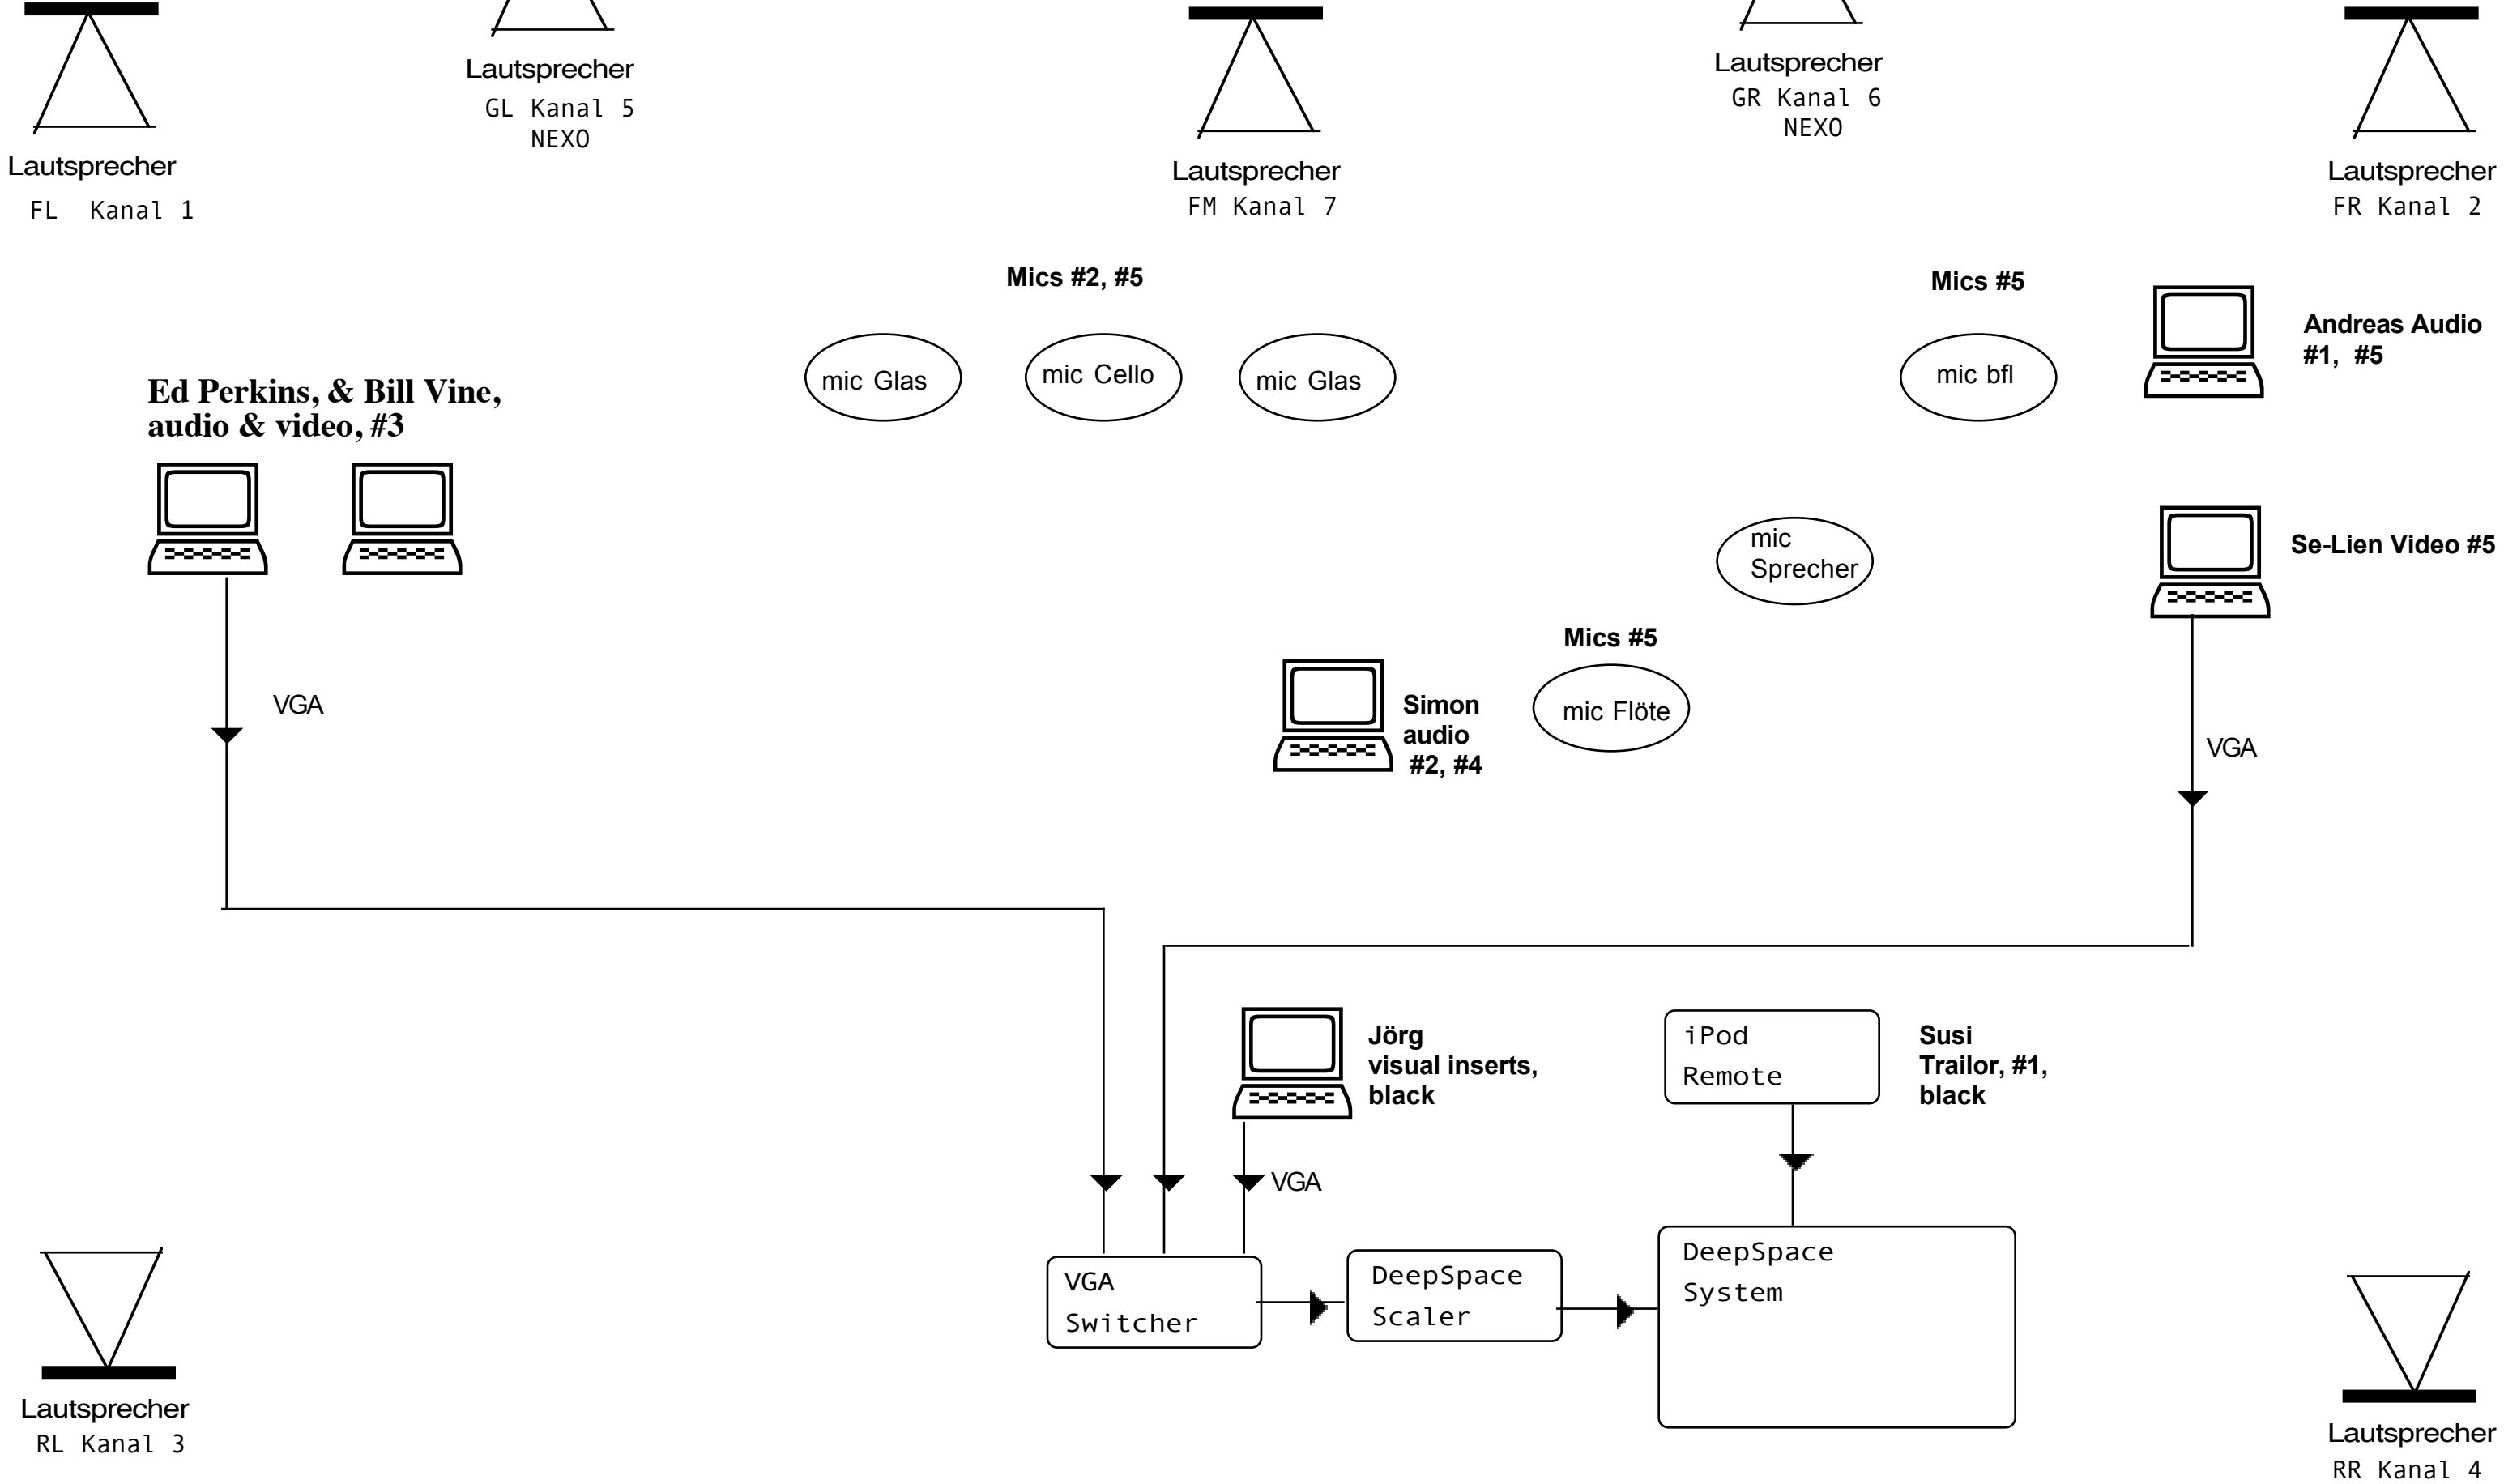 Lautsprecher
GL Kanal 5
NEXO
Lautsprecher
GR Kanal 6
NEXO
Lautsprecher
FL  Kanal 1
Lautsprecher
FM Kanal 7
Lautsprecher
FR Kanal 2
Mics #2, #5
Mics #5
mic Glas
mic Cello
mic Glas
mic bfl
Andreas Audio
#1,  #5
Ed Perkins, & Bill Vine,
audio & video, #3
mic
Sprecher
Se-Lien Video #5
Mics #5
Simon
audio
#2, #4
mic Flöte
VGA
VGA
Jörg
visual inserts,
black
iPod
Remote
Susi
Trailor, #1,
black
VGA
VGA
Switcher
DeepSpace
Scaler
DeepSpace
System
Lautsprecher
RL Kanal 3
Lautsprecher
RR Kanal 4